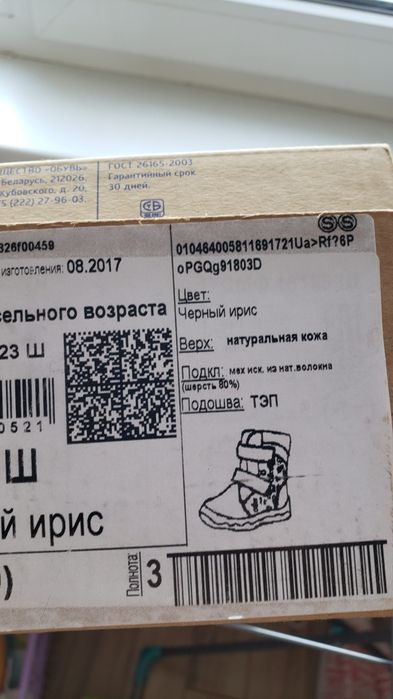 ЩЕСТВО «ОБУВЬ»
Беларусь, 212026,
кубовского, д. 20,
5 (222) 27-96-03.
ГОСТ 26165-2003
Гарантийный срок
30 дней.
326f00459
изготовления: 08.2017
сельного возраста
23 Ш
0521
Ш
й ирис
)
010464005811891721Ua>Rf?6P
oPGQg91803D
Цвет:
Черный ирис
Верх: натуральная кожа
Подкл: мех иск. из нат.волокна
(шерсть 80%)
Подошва: ТЭП
Полнота:
3